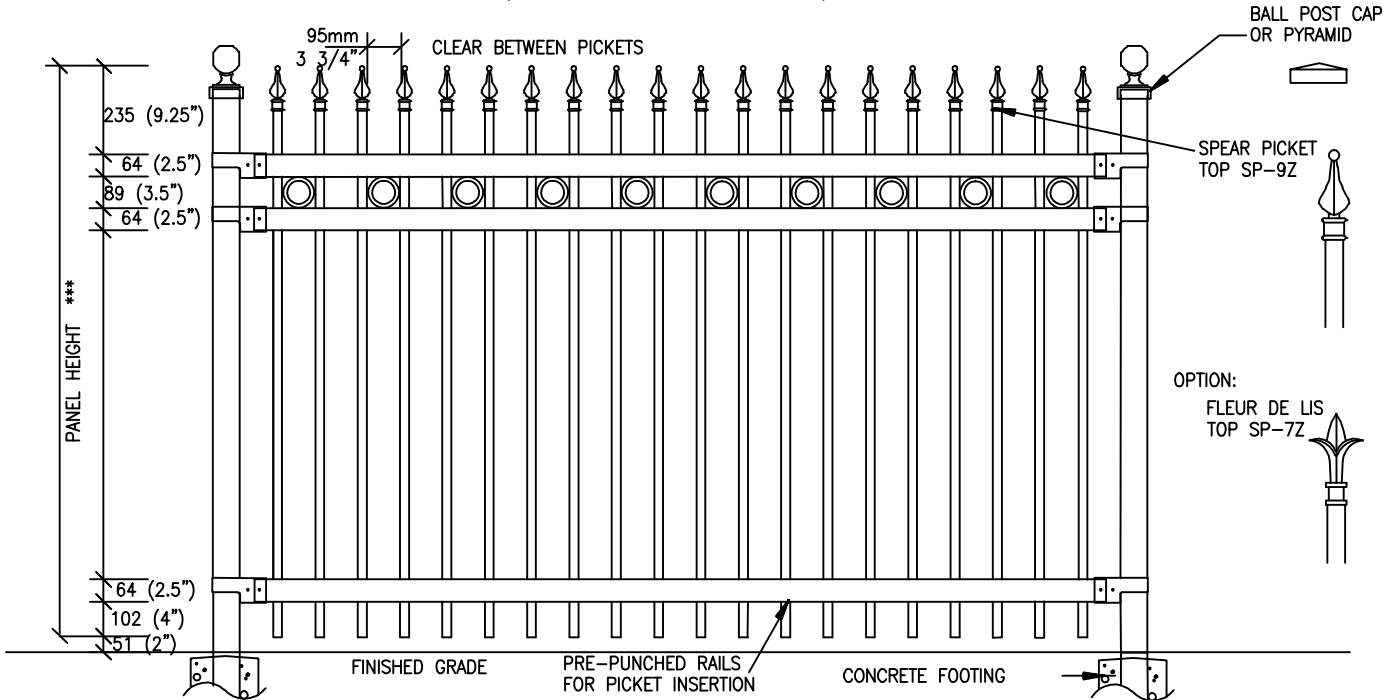 BALL POST CAP
OR PYRAMID
95mm
3 3/4"
CLEAR BETWEEN PICKETS
235 (9.25")
64 (2.5")
89 (3.5")
64 (2.5")
SPEAR PICKET
TOP SP-9Z
PANEL HEIGHT ***
OPTION:
FLEUR DE LIS
TOP SP-7Z
64 (2.5")
102 (4")
51 (2")
FINISHED GRADE
PRE-PUNCHED RAILS
FOR PICKET INSERTION
CONCRETE FOOTING